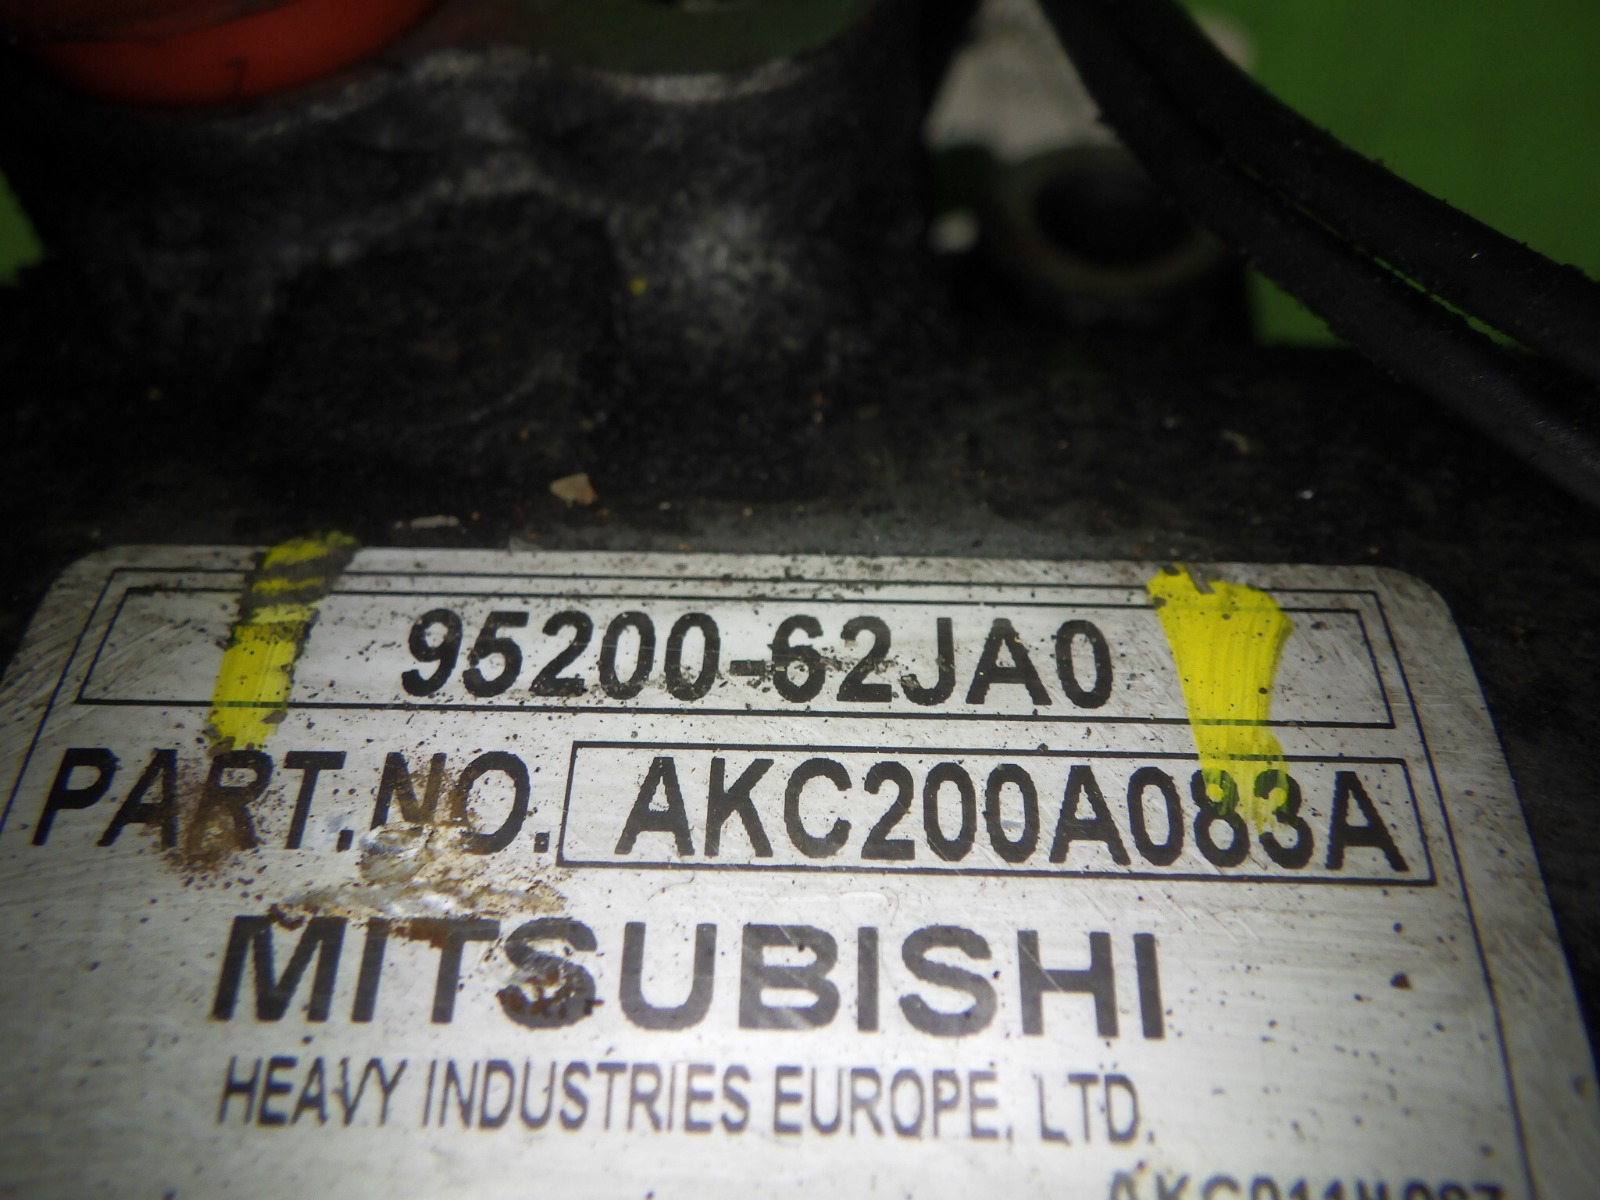 95200-62JA0
PART.NO. AKC200A083A
MITSUBISHI
HEAVY INDUSTRIES EUROPE, LTD.